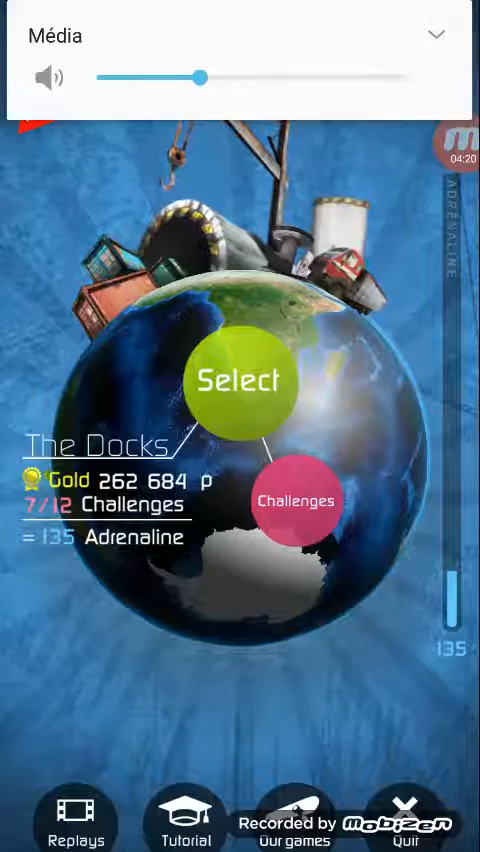 Média
m
04:20
ADRENALINE
Select
The Docks
Gold 262 684 p
7/12 Challenges
Challenges
= 135 Adrenaline
135
Replays
Tutorial
Our games
Quit
Recorded by mobizen